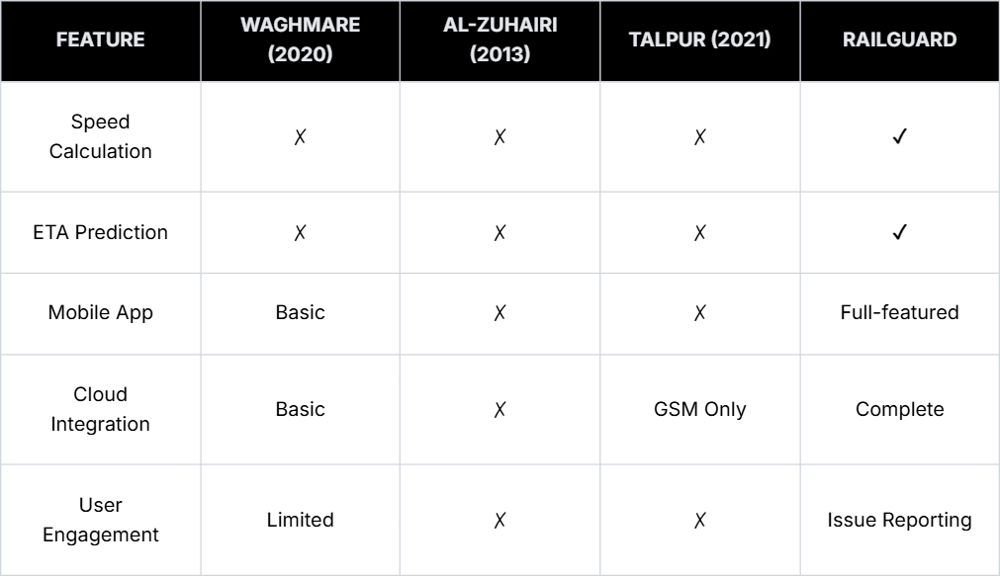 FEATURE
WAGHMARE
(2020)
AL-ZUHAIRI
(2013)
TALPUR (2021)
RAILGUARD
Speed
Calculation
✗
✗
✗
✓
ETA Prediction
✗
✗
✗
✓
Mobile App
Basic
✗
✗
Full-featured
Cloud
Integration
Basic
✗
GSM Only
Complete
User
Engagement
Limited
✗
✗
Issue Reporting